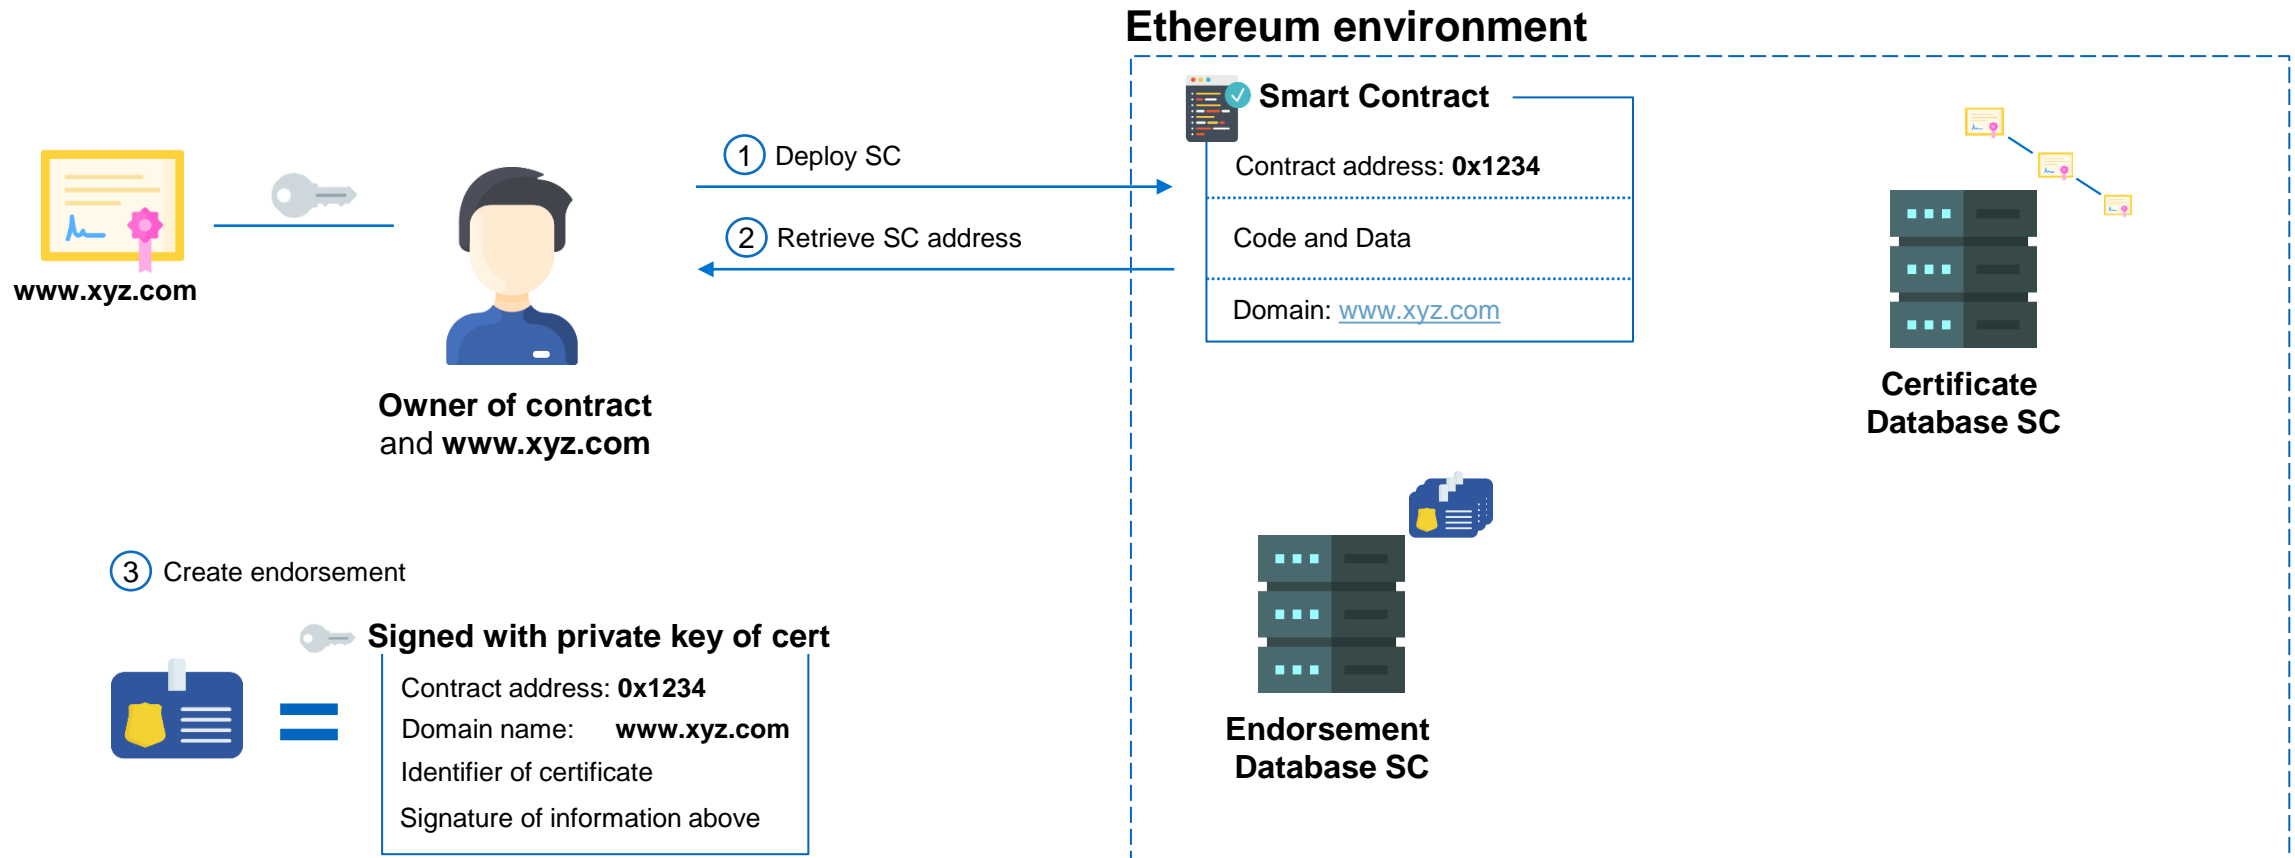 Ethereum environment
Smart Contract
1 Deploy SC
Contract address: 0x1234
2 Retrieve SC address
Code and Data
www.xyz.com
Domain: www.xyz.com
Owner of contract
and www.xyz.com
Certificate
Database SC
3 Create endorsement
Signed with private key of cert
Contract address: 0x1234
Domain name: www.xyz.com
Identifier of certificate
Signature of information above
Endorsement
Database SC